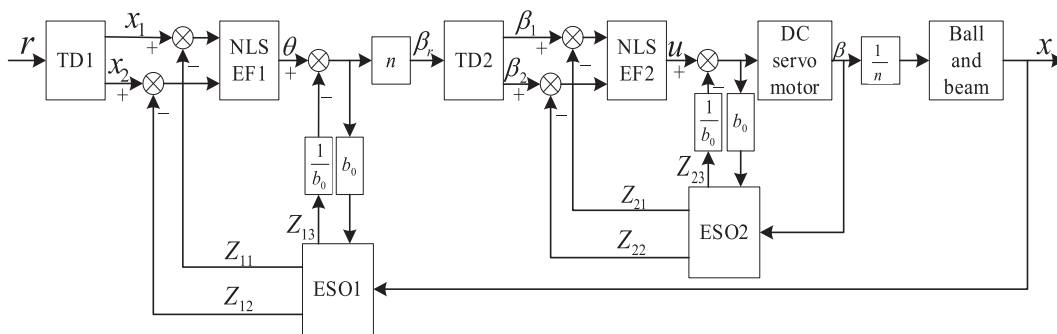 r
TD1
x₁
+
x₂
+
−
−
NLS
EF1
θ
+
−
n
βᵣ
TD2
β₁
+
β₂
+
−
−
NLS
EF2
u
+
−
DC
servo
motor
β
1/n
Ball
and
beam
x
1/b₀
b₀
1/b₀
b₀
Z₁₃
Z₂₃
Z₂₁
Z₂₂
ESO2
Z₁₁
Z₁₂
ESO1